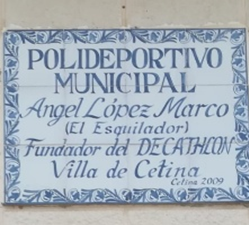 POLIDEPORTIVO
MUNICIPAL
Angel López Marco
(El Esquilador)
Fundador del DECATHLON
Villa de Cetina
Cetina 2009